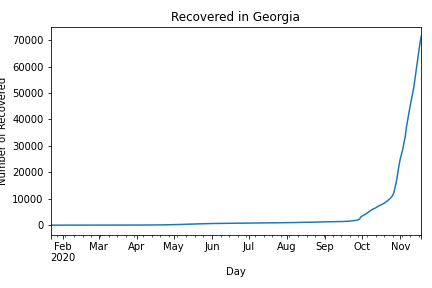 Recovered in Georgia
Number of Recovered
70000
60000
50000
40000
30000
20000
10000
0
Feb Mar Apr May Jun Jul Aug Sep Oct Nov
2020
Day